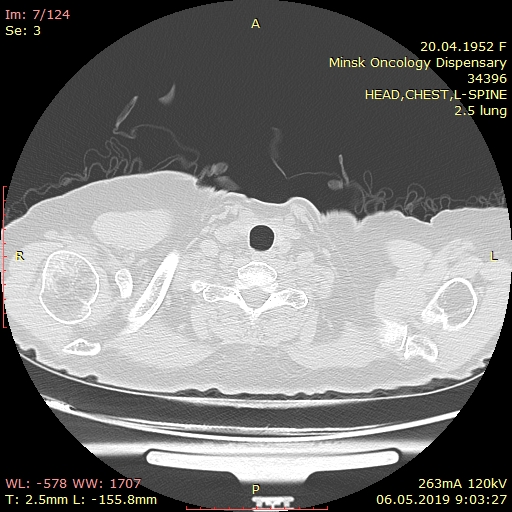 Im: 7/124
Se: 3
A
20.04.1952 F
Minsk Oncology Dispensary
34396
HEAD,CHEST,L-SPINE
2.5 lung
R
L
WL: -578 WW: 1707
T: 2.5mm L: -155.8mm
P
263mA 120kV
06.05.2019 9:03:27